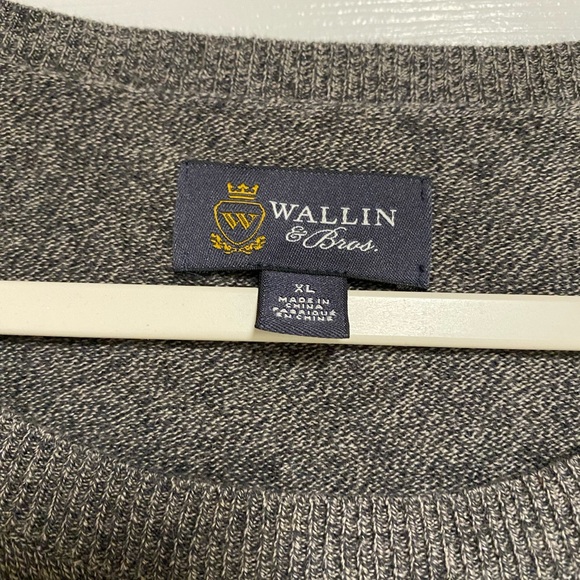 W
WALLIN
& Bros.
XL
MADE IN
CHINA
FABRIQUÉ
EN CHINE